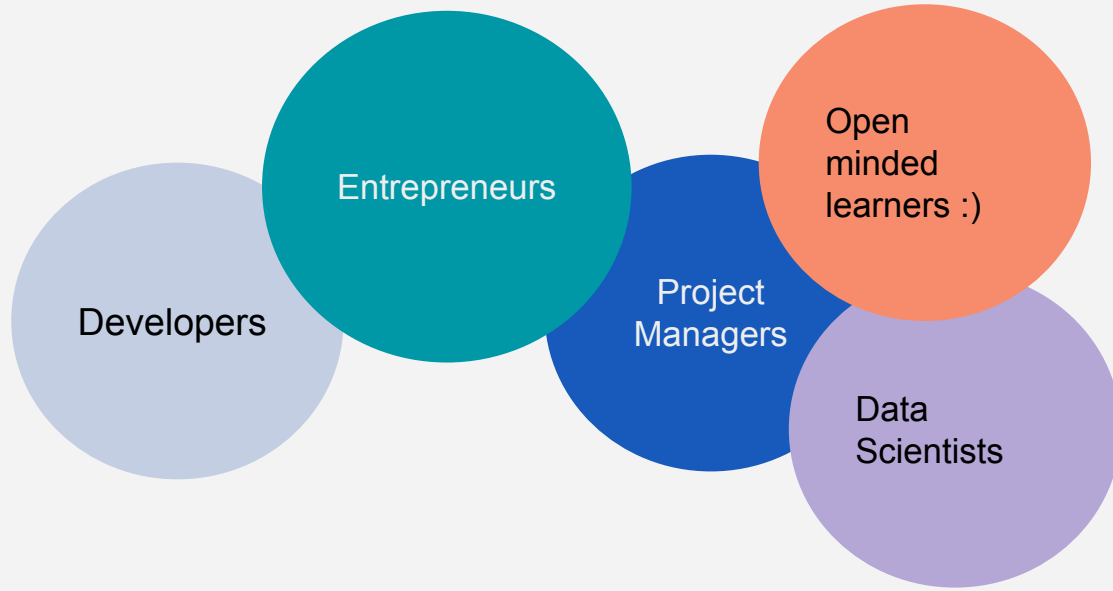 Developers
Entrepreneurs
Project
Managers
Open
minded
learners :)
Data
Scientists